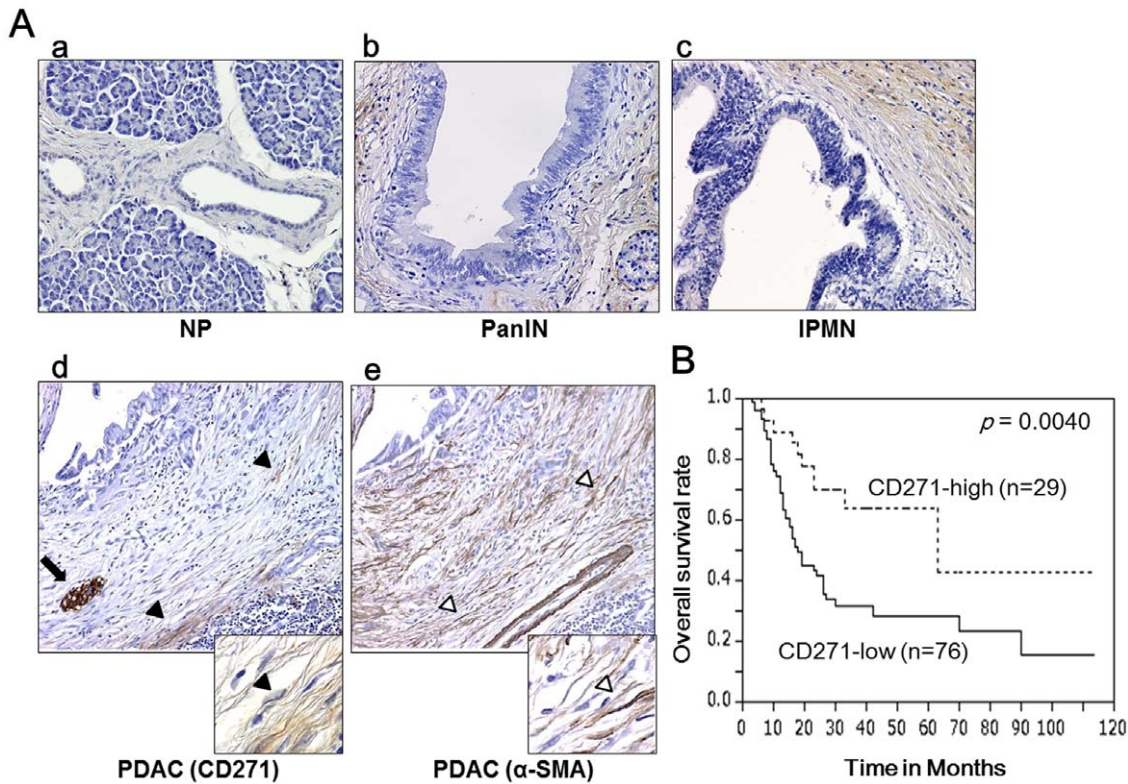 A
a
b
c
NP
PanIN
IPMN
d
e
PDAC (CD271)
PDAC (α-SMA)
B
p = 0.0040
CD271-high (n=29)
CD271-low (n=76)
Overall survival rate
1.0
0.8
0.6
0.4
0.2
0.0
0 10 20 30 40 50 60 70 80 90 100 120
Time in Months